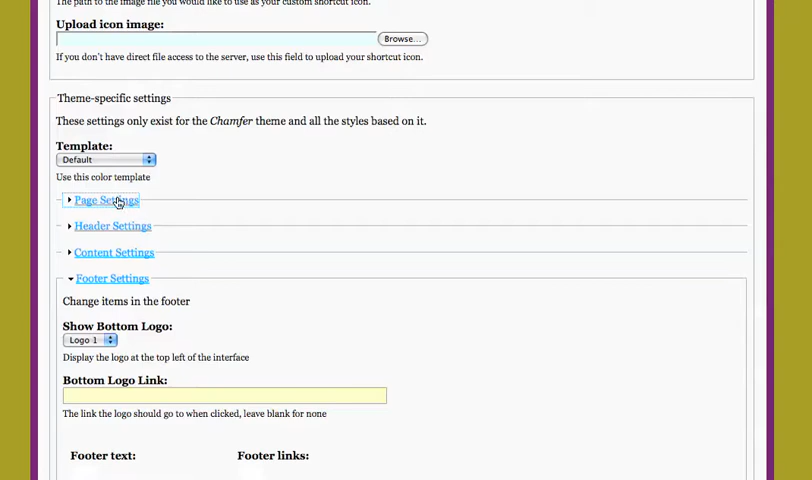 The path to the image file you would like to use as your custom shortcut icon.
Upload icon image:
Browse...
If you don't have direct file access to the server, use this field to upload your shortcut icon.
Theme-specific settings
These settings only exist for the Chamfer theme and all the styles based on it.
Template:
Default
Use this color template
Page Settings
Header Settings
Content Settings
Footer Settings
Change items in the footer
Show Bottom Logo:
Logo 1
Display the logo at the top left of the interface
Bottom Logo Link:
The link the logo should go to when clicked, leave blank for none
Footer text: Footer links: